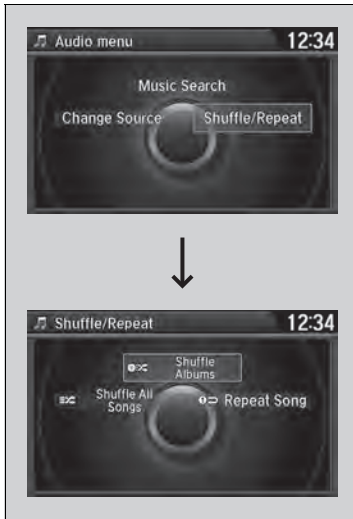 Audio menu 12:34
Music Search
Change Source Shuffle/Repeat
Shuffle/Repeat 12:34
Shuffle
Albums
Shuffle All
Songs
Repeat Song